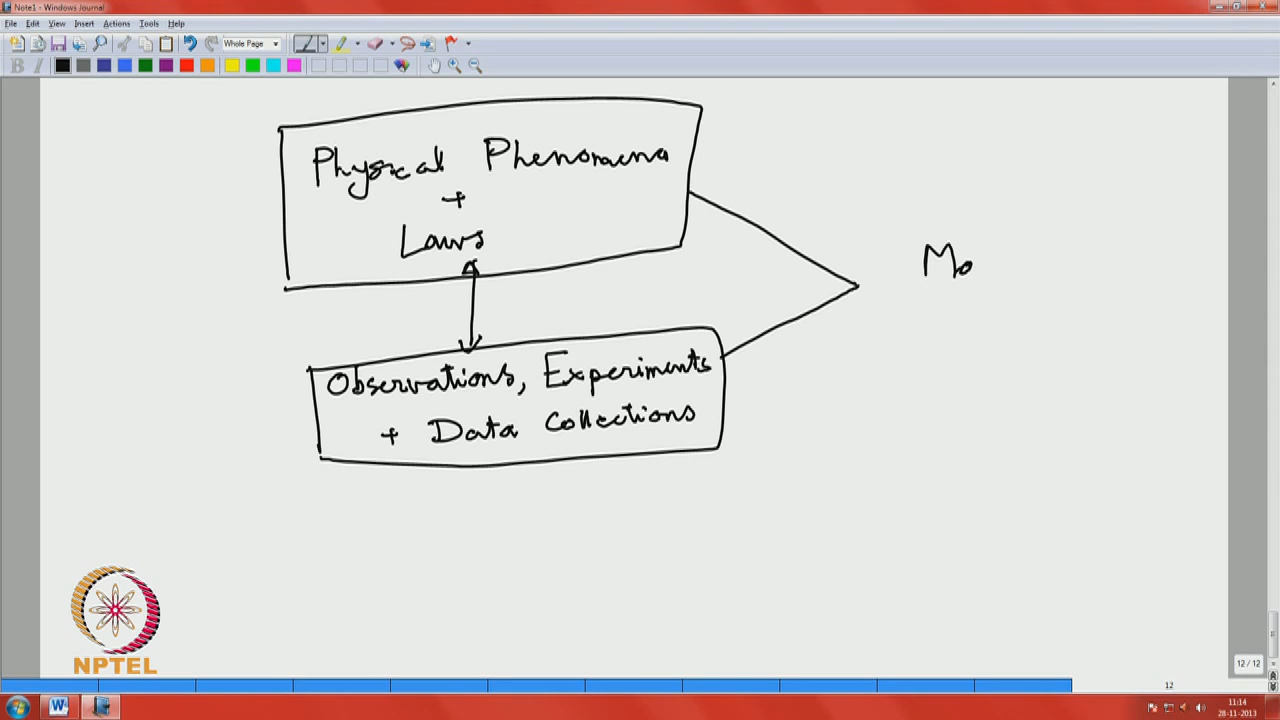 Note1 - Windows Journal
File Edit View Insert Actions Tools Help
Whole Page
B I
Physical Phenomena
+
Laws
Mo
Observations, Experiments
+ Data Collections
NPTEL
12 / 12
12
W
11:14
28-11-2013